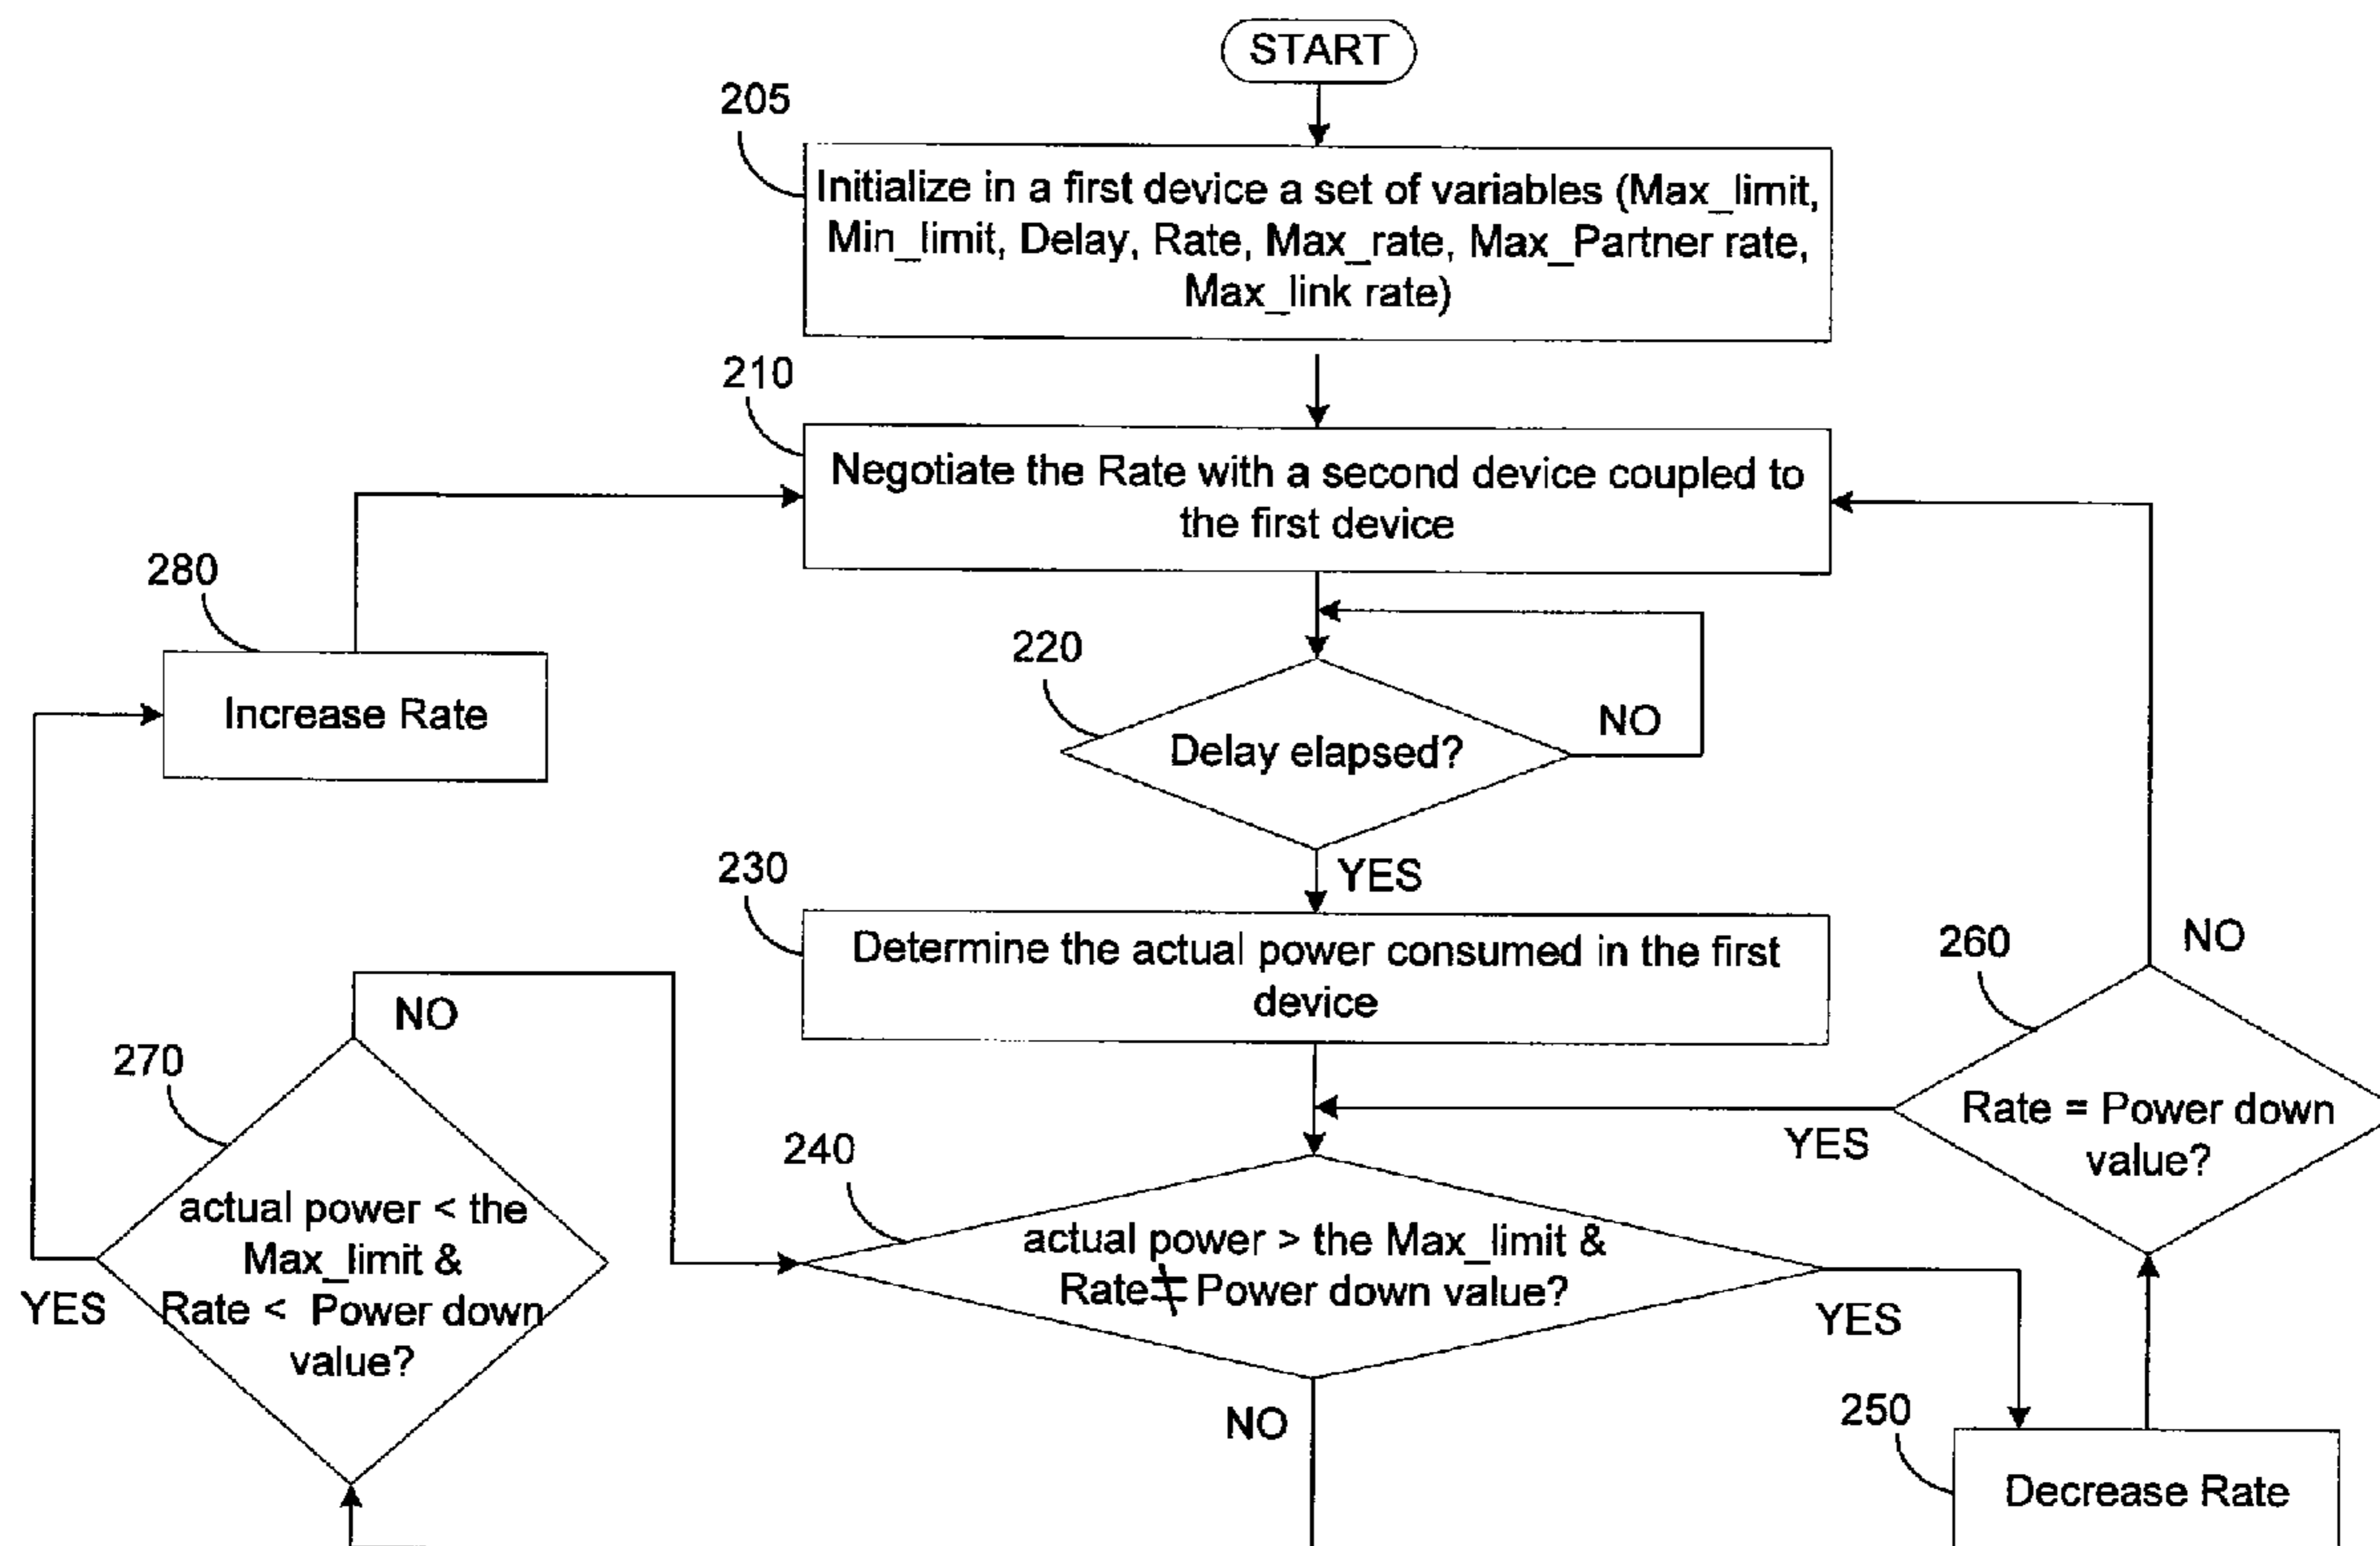 START
205
Initialize in a first device a set of variables (Max_limit,
Min_limit, Delay, Rate, Max_rate, Max_Partner rate,
Max_link rate)
210
Negotiate the Rate with a second device coupled to
the first device
280
Increase Rate
220
Delay elapsed?
NO
YES
230
Determine the actual power consumed in the first
device
260
NO
Rate = Power down
value?
YES
270
NO
actual power < the
Max_limit &
Rate < Power down
value?
YES
240
actual power > the Max_limit &
Rate ≠ Power down value?
YES
NO
250
Decrease Rate